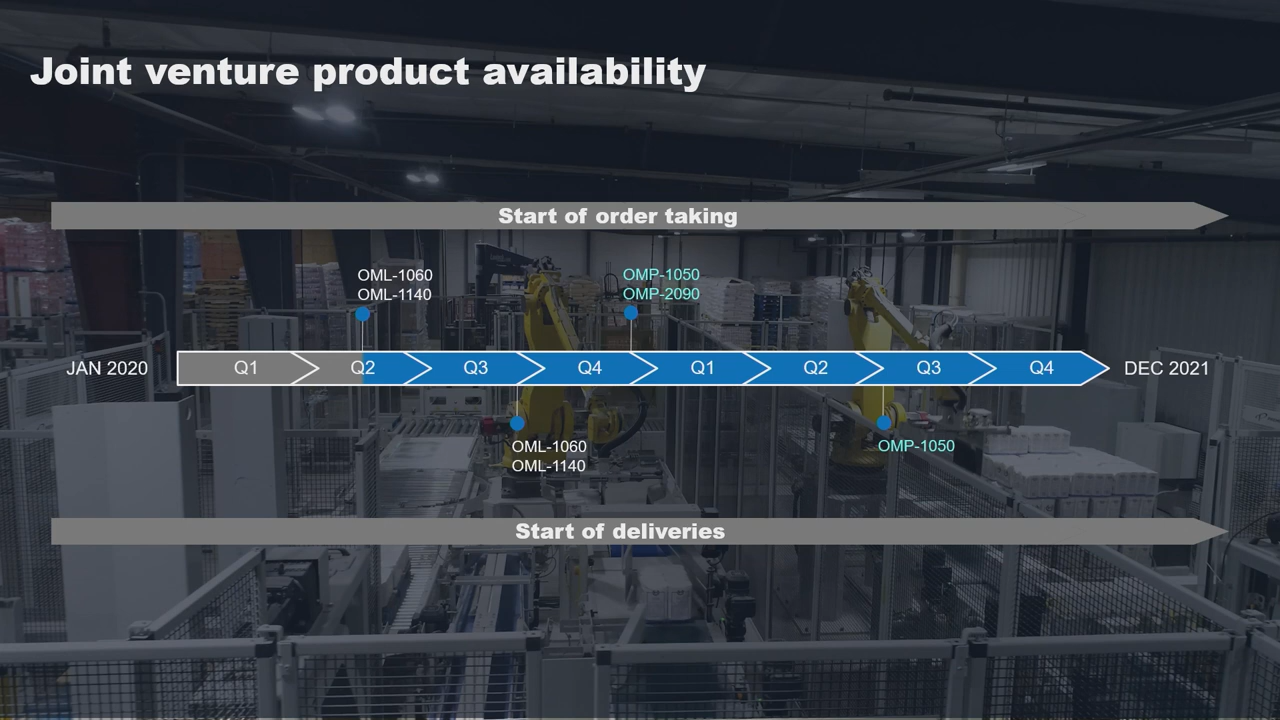 Joint venture product availability
Start of order taking
OML-1060
OML-1140
OMP-1050
OMP-2090
JAN 2020 Q1 Q2 Q3 Q4 Q1 Q2 Q3 Q4 DEC 2021
OML-1060
OML-1140
OMP-1050
Start of deliveries